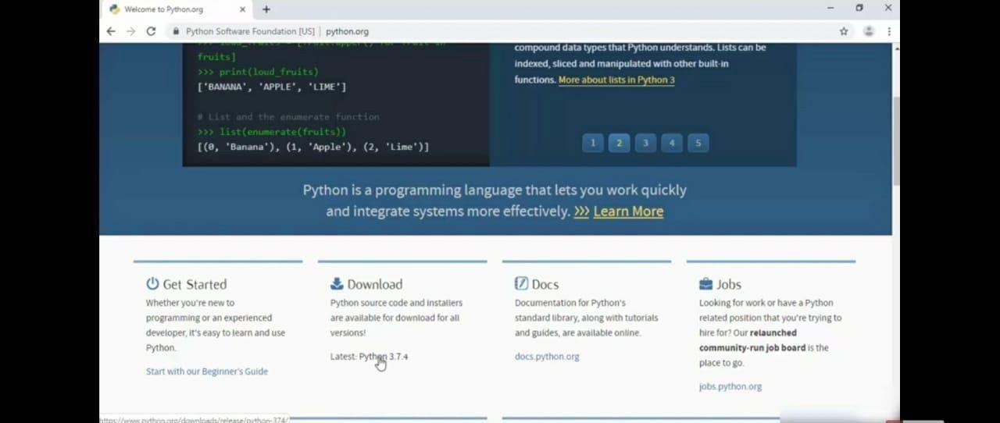 Welcome to Python.org
Python Software Foundation [US] | python.org
fruits]
>>> print(loud_fruits)
['BANANA', 'APPLE', 'LIME']
# List and the enumerate function
>>> list(enumerate(fruits))
[(0, 'Banana'), (1, 'Apple'), (2, 'Lime')]
compound data types that Python understands. Lists can be
indexed, sliced and manipulated with other built-in
functions. More about lists in Python 3
1 2 3 4 5
Python is a programming language that lets you work quickly
and integrate systems more effectively. >>> Learn More
Get Started
Whether you're new to
programming or an experienced
developer, it's easy to learn and use
Python.
Start with our Beginner's Guide
Download
Python source code and installers
are available for download for all
versions!
Latest: Python 3.7.4
Docs
Documentation for Python's
standard library, along with tutorials
and guides, are available online.
docs.python.org
Jobs
Looking for work or have a Python
related position that you're trying to
hire for? Our relaunched
community-run job board is the
place to go.
jobs.python.org
https://www.python.org/downloads/release/python-374/